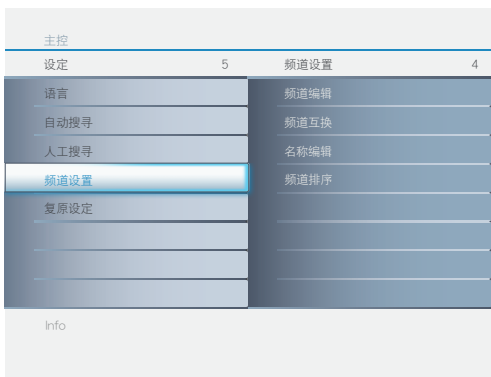 主控
设定 5
频道设置 4
语言
自动搜寻
人工搜寻
频道设置
复原设定
频道编辑
频道互换
名称编辑
频道排序
Info